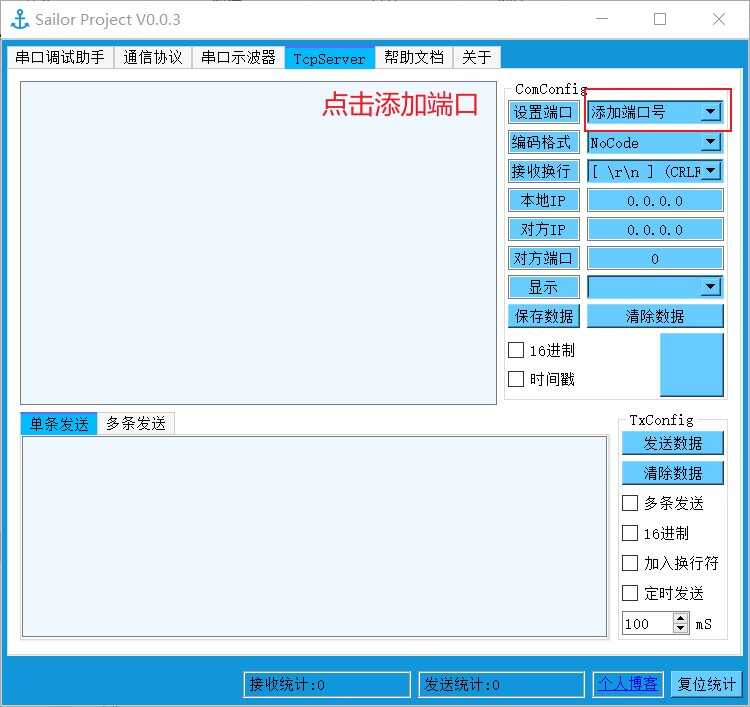 Sailor Project V0.0.3
串口调试助手 通信协议 串口示波器 TcpServer 帮助文档 关于
点击添加端口
ComConfig
设置端口 添加端口号
编码格式 NoCode
接收换行 [ \r\n ] (CRLF
本地IP 0.0.0.0
对方IP 0.0.0.0
对方端口 0
显示
保存数据 清除数据
16进制
时间戳
单条发送 多条发送
TxConfig
发送数据
清除数据
多条发送
16进制
加入换行符
定时发送
100 mS
接收统计:0 发送统计:0 个人博客 复位统计